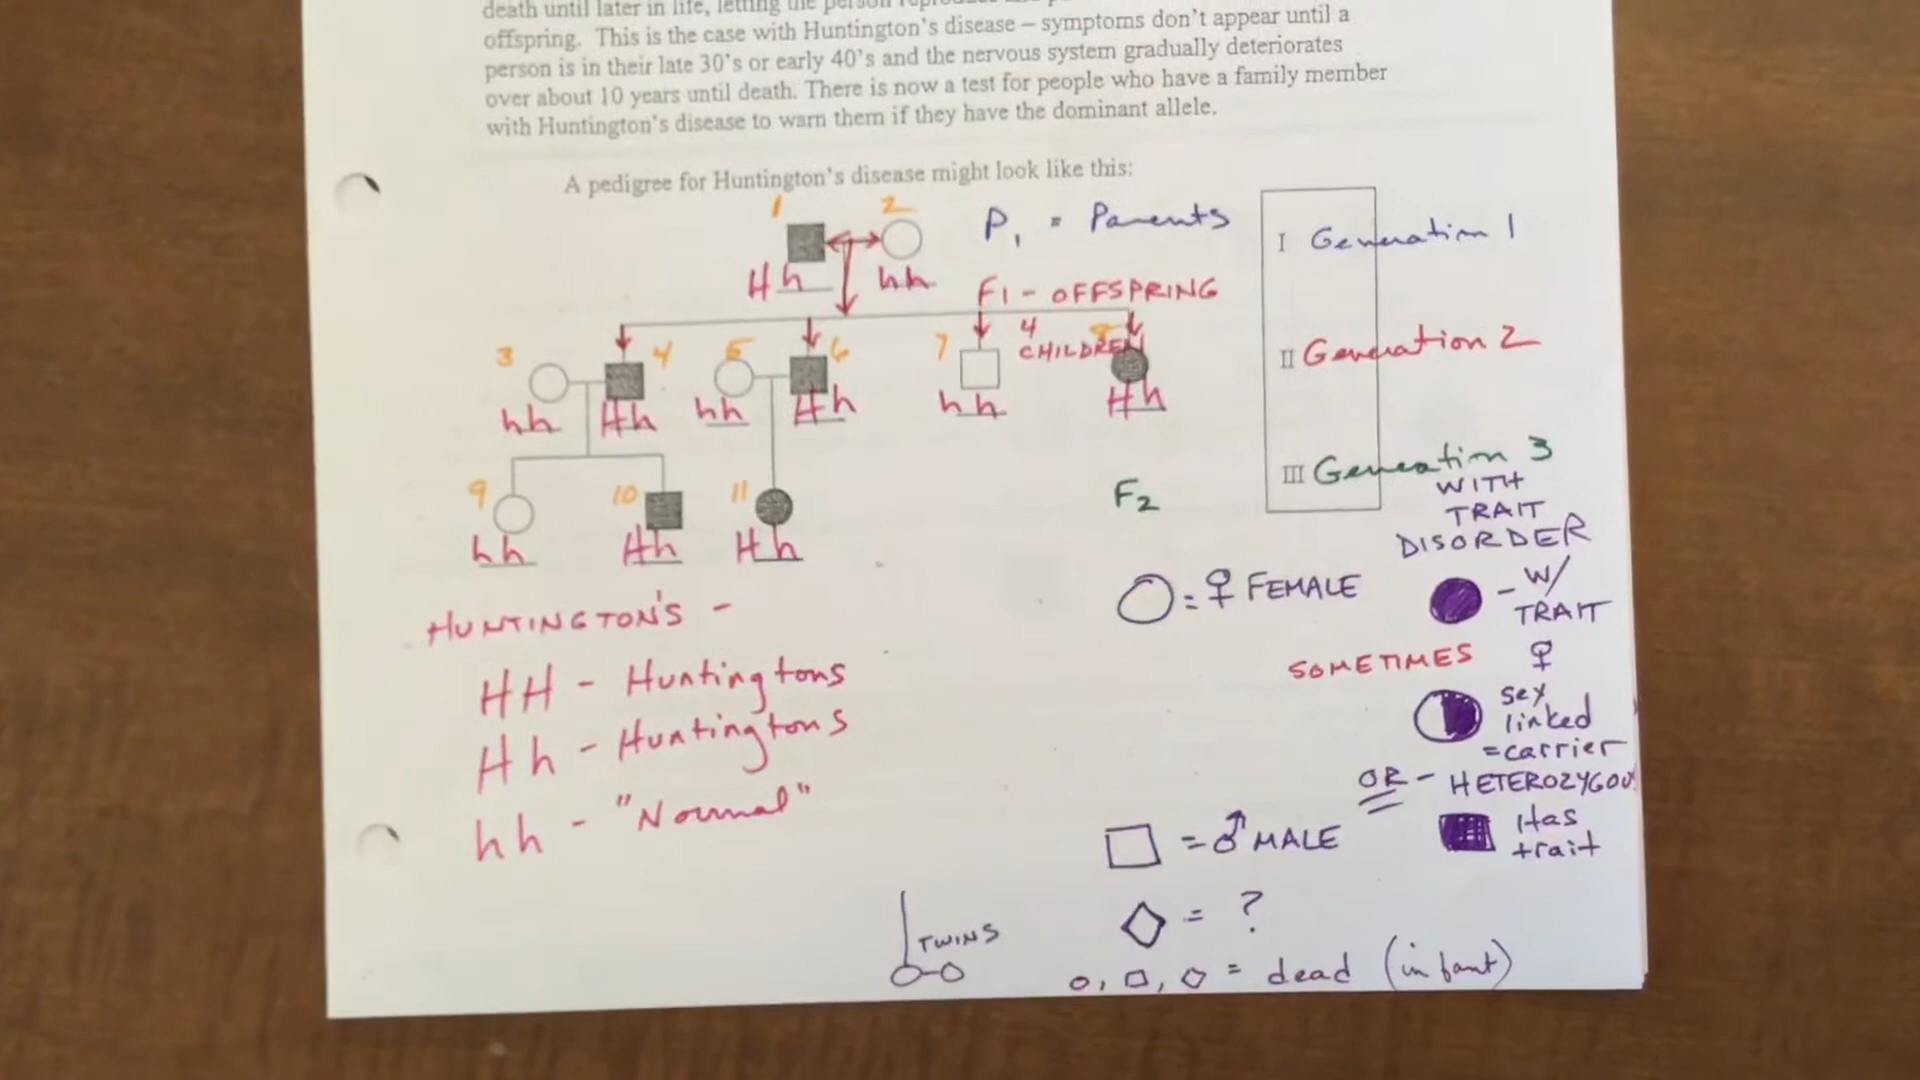 death until later in life, letting the person
offspring. This is the case with Huntington's disease – symptoms don't appear until a
person is in their late 30's or early 40's and the nervous system gradually deteriorates
over about 10 years until death. There is now a test for people who have a family member
with Huntington's disease to warn them if they have the dominant allele.
A pedigree for Huntington's disease might look like this:
1 2
P1 = Parents
I Generation 1
Hh hh
F1 - OFFSPRING
4 CHILDREN
3 4 5 6 7 8
II Generation 2
hh Hh hh Hh hh Hh
9 10 11
F2
III Generation 3
hh Hh Hh
WITH
TRAIT
DISORDER
○ = ♀ FEMALE
- W/
TRAIT
HUNTINGTON'S -
HH - Huntingtons
Hh - Huntingtons
hh - "Normal"
SOMETIMES ♀
sex
linked
= carrier
OR - HETEROZYGOU
□ = ♂ MALE
Has
trait
◇ = ?
TWINS
○, □, ◇ = dead (infant)